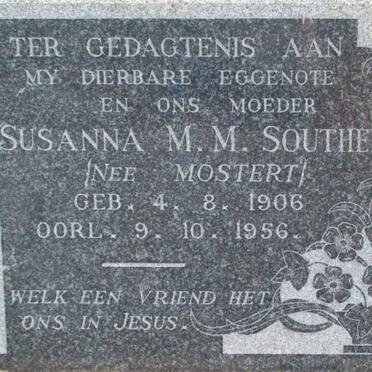 TER GEDAGTENIS AAN
MY DIERBARE EGGENOTE
EN ONS MOEDER
SUSANNA M. M. SOUTHE
(NEE MOSTERT)
GEB. 4. 8. 1906
OORL. 9. 10. 1956.
WELK EEN VRIEND HET
ONS IN JESUS.